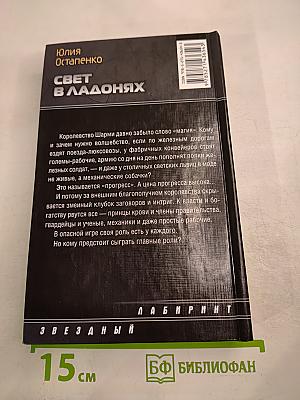 Юлия
Остапенко
СВЕТ
В ЛАДОНЯХ
Королевство Шарми давно забыло слово «магия». Кому
и зачем нужно волшебство, если по железным дорогам
ездят поезда-люксовозы, у фабричных конвейеров стоят
големы-рабочие, армию со дня на день пополнят полки же-
лезных солдат, — и даже у столичных светских львиц в моде
не живые, а механические собачки?
Это называется «прогресс». А цена прогресса высока...
И потому за внешним благополучием королевства скры-
вается змеиный клубок заговоров и интриг. К власти и бо-
гатству рвутся все — принцы крови и члены правительства,
гвардейцы и ученые, механики и даже простые рабочие.
В опасной игре своя роль есть у каждого.
Но кому предстоит сыграть главные роли?
ЛАБИРИНТ
ЗВЕЗДНЫЙ
15 см
БФ БИБЛИОФАН